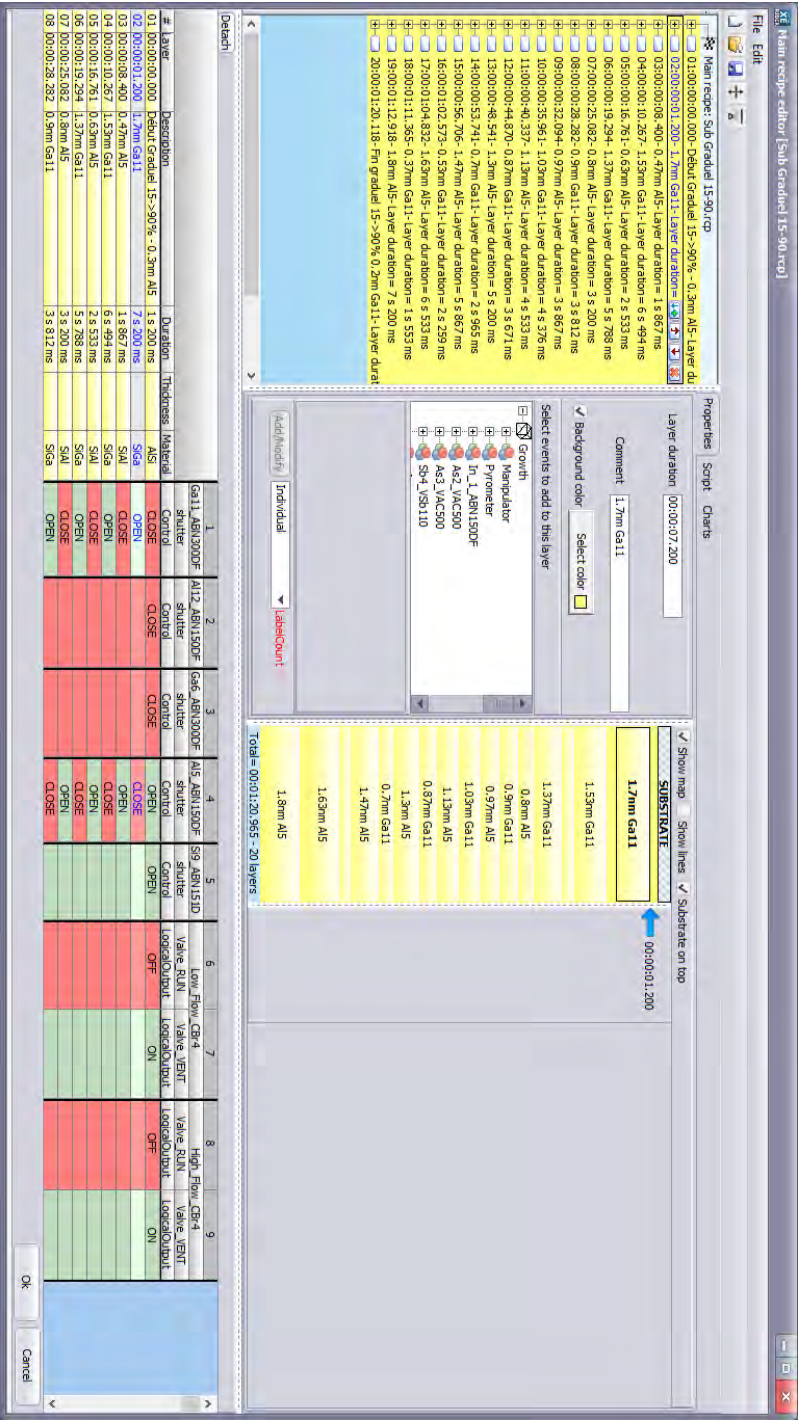 Main recipe editor [Sub Graduel 15-90.rcp]
File Edit
Main recipe: Sub Graduel 15-90.rcp
01:00:00:00.000- Début Graduel 15->90% - 0.3nm Al5- Layer du
02:00:00:01.200- 1.7nm Ga11- Layer duration=
03:00:00:08.400- 0.47nm Al5- Layer duration= 1 s 867 ms
04:00:00:10.267- 1.53nm Ga11- Layer duration= 6 s 494 ms
05:00:00:16.761- 0.63nm Al5- Layer duration= 2 s 533 ms
06:00:00:19.294- 1.37nm Ga11- Layer duration= 5 s 788 ms
07:00:00:25.082- 0.8nm Al5- Layer duration= 3 s 200 ms
08:00:00:28.282- 0.9nm Ga11- Layer duration= 3 s 812 ms
09:00:00:32.094- 0.97nm Al5- Layer duration= 3 s 867 ms
10:00:00:35.961- 1.03nm Ga11- Layer duration= 4 s 376 ms
11:00:00:40.337- 1.13nm Al5- Layer duration= 4 s 533 ms
12:00:00:44.870- 0.87nm Ga11- Layer duration= 3 s 671 ms
13:00:00:48.541- 1.3nm Al5- Layer duration= 5 s 200 ms
14:00:00:53.741- 0.7nm Ga11- Layer duration= 2 s 965 ms
15:00:00:56.706- 1.47nm Al5- Layer duration= 5 s 867 ms
16:00:01:02.573- 0.53nm Ga11- Layer duration= 2 s 259 ms
17:00:01:04.832- 1.63nm Al5- Layer duration= 6 s 533 ms
18:00:01:11.365- 0.37nm Ga11- Layer duration= 1 s 553 ms
19:00:01:12.918- 1.8nm Al5- Layer duration= 7 s 200 ms
20:00:01:20.118- Fin graduel 15->90% 0.2nm Ga11- Layer durat
Properties Script Charts
Layer duration 00:00:07.200
Comment 1.7nm Ga11
Background color Select color
Select events to add to this layer
Growth
Manipulator
Pyrometer
In_1_ABN150DF
As2_VAC500
As3_VAC500
Sb4_VSb110
Add/Modify Individual LabelCount
Show map Show lines Substrate on top
SUBSTRATE
00:00:01.200
1.7nm Ga11
1.53nm Ga11
1.37nm Ga11
0.8nm Al5
0.9nm Ga11
0.97nm Al5
1.03nm Ga11
1.13nm Al5
0.87nm Ga11
1.3nm Al5
0.7nm Ga11
1.47nm Al5
1.63nm Al5
1.8nm Al5
Total= 00:01:20.965 - 20 layers
Detach
1 2 3 4 5 6 7 8 9
Ga11_ABN300DF Al12_ABN150DF Ga6_ABN300DF Al5_ABN150DF Si9_ABN151D Low_Flow_CBr4 High_Flow_CBr4
shutter shutter shutter shutter shutter Valve_RUN Valve_VENT Valve_RUN Valve_VENT
# Layer Description Duration Thickness Material Control Control Control Control Control LogicalOutput LogicalOutput LogicalOutput LogicalOutput
01 00:00:00.000 Début Graduel 15->90% - 0.3nm Al5 1 s 200 ms AlSi CLOSE CLOSE CLOSE OPEN OPEN OFF ON OFF ON
02 00:00:01.200 1.7nm Ga11 7 s 200 ms SiGa OPEN CLOSE
03 00:00:08.400 0.47nm Al5 1 s 867 ms SiAl CLOSE OPEN
04 00:00:10.267 1.53nm Ga11 6 s 494 ms SiGa OPEN CLOSE
05 00:00:16.761 0.63nm Al5 2 s 533 ms SiAl CLOSE OPEN
06 00:00:19.294 1.37nm Ga11 5 s 788 ms SiGa OPEN CLOSE
07 00:00:25.082 0.8nm Al5 3 s 200 ms SiAl CLOSE OPEN
08 00:00:28.282 0.9nm Ga11 3 s 812 ms SiGa OPEN CLOSE
Ok Cancel